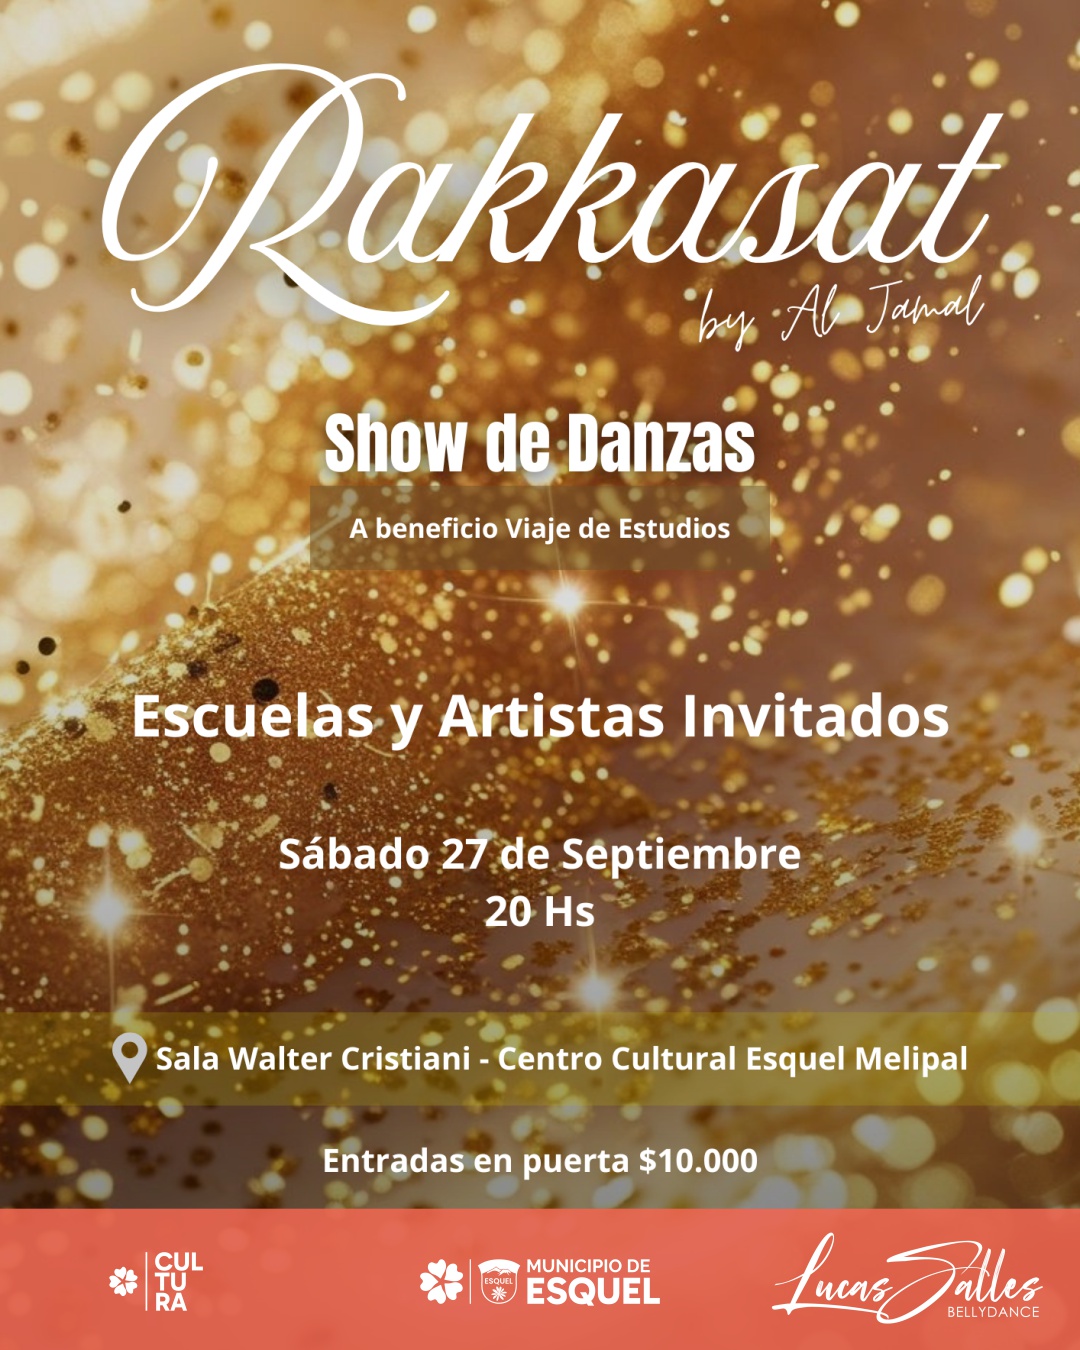 Rakkasat
by Al Jamal
Show de Danzas
A beneficio Viaje de Estudios
Escuelas y Artistas Invitados
Sábado 27 de Septiembre
20 Hs
Sala Walter Cristiani - Centro Cultural Esquel Melipal
Entradas en puerta $10.000
CUL
TU
RA
ESQUEL
MUNICIPIO DE
ESQUEL
Lucas Salles
BELLYDANCE